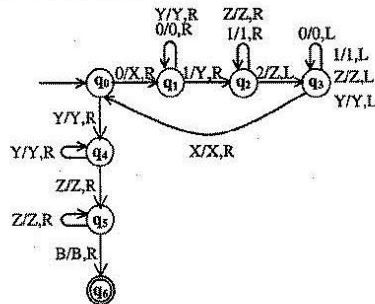 Y/Y,R
0/0,R
Z/Z,R
1/1,R
0/0,L
1/1,L
Z/Z,L
Y/Y,L
q0
0/X,R
q1
1/Y,R
q2
2/Z,L
q3
Y/Y,R
X/X,R
Y/Y,R
q4
Z/Z,R
Z/Z,R
q5
B/B,R
q6